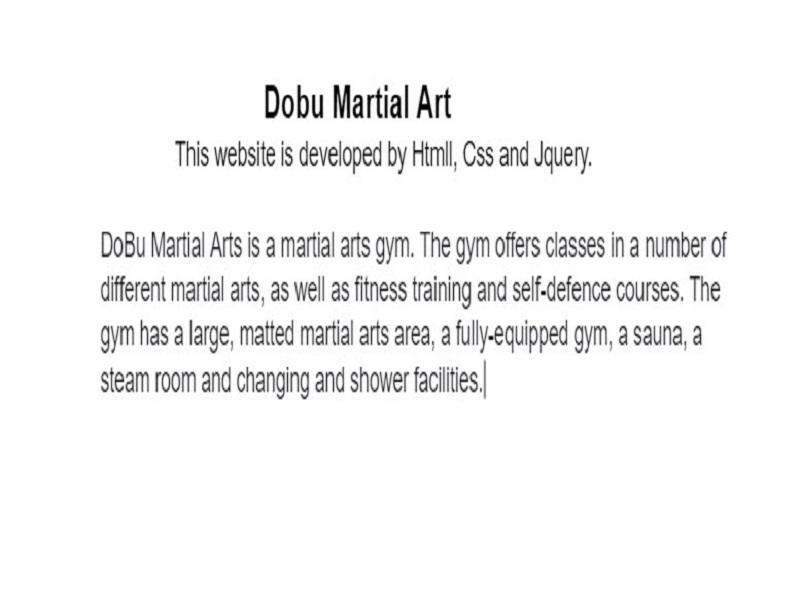 Dobu Martial Art
This website is developed by Htmll, Css and Jquery.
DoBu Martial Arts is a martial arts gym. The gym offers classes in a number of
different martial arts, as well as fitness training and self-defence courses. The
gym has a large, matted martial arts area, a fully-equipped gym, a sauna, a
steam room and changing and shower facilities.